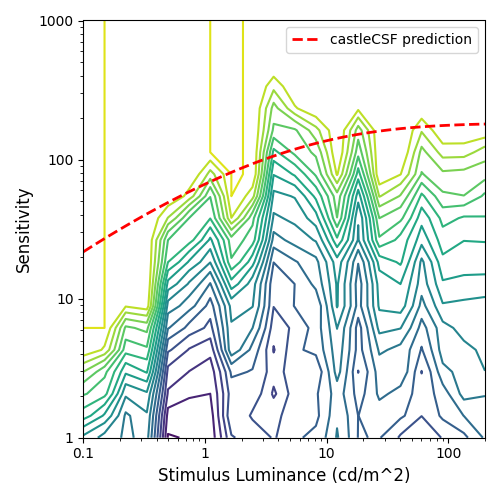 1000
castleCSF prediction
100
Sensitivity
10
1
0.1 1 10 100
Stimulus Luminance (cd/m^2)